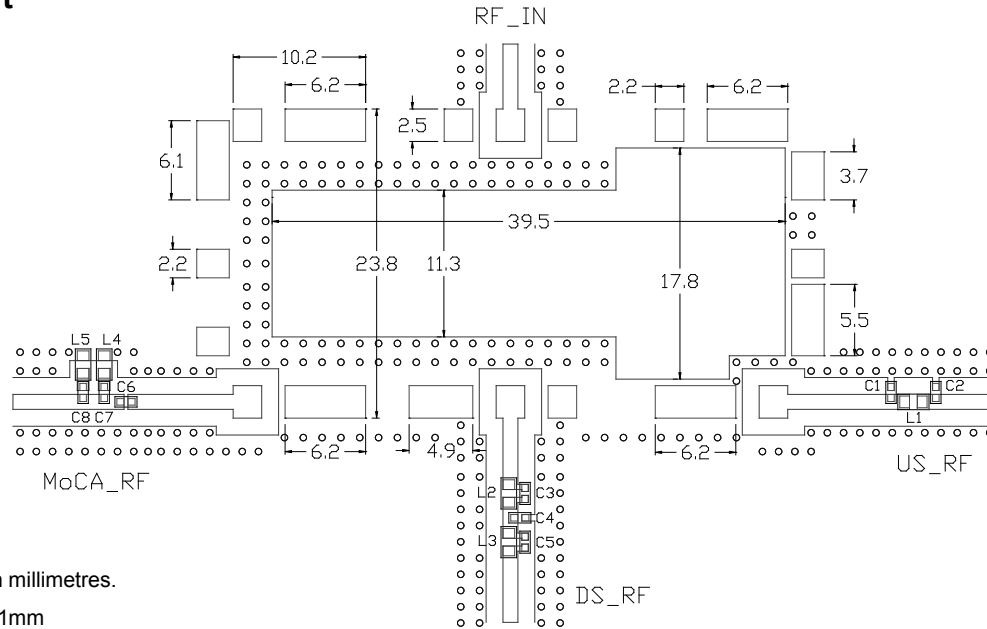 t
RF_IN
10.2
6.2
2.2
6.2
2.5
6.1
3.7
39.5
2.2
23.8
11.3
17.8
5.5
L5 L4
C6
C8 C7
C1
C2
L1
6.2
4.9
6.2
MoCA_RF
US_RF
L2
C3
C4
L3
C5
DS_RF
millimetres.
1mm